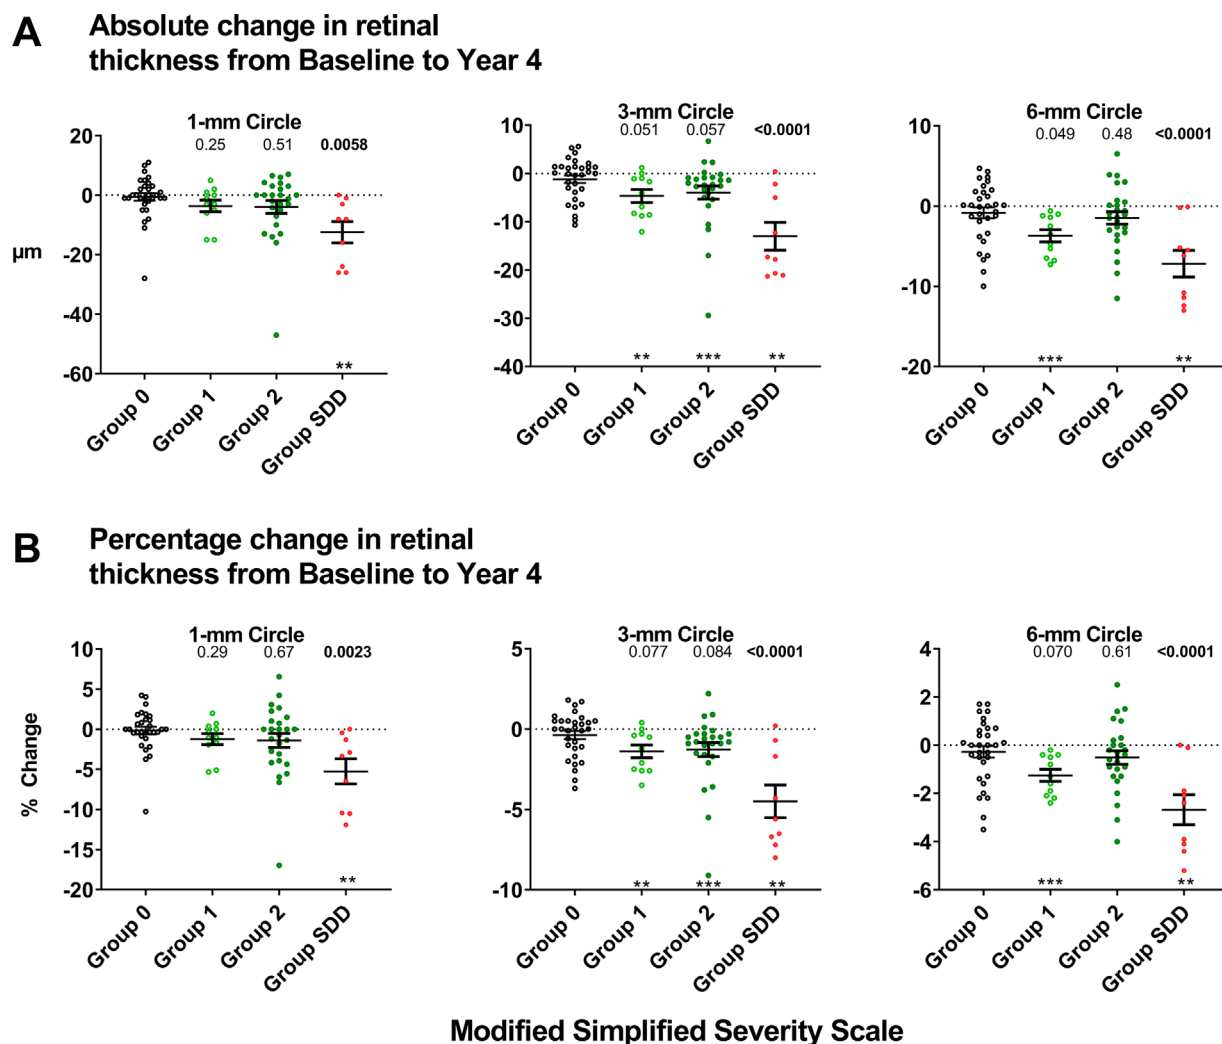 A
Absolute change in retinal
thickness from Baseline to Year 4
1-mm Circle
0.25 0.51 0.0058
20
0
-20
-40
-60
µm
**
Group 0
Group 1
Group 2
Group SDD
3-mm Circle
0.051 0.057 <0.0001
10
0
-10
-20
-30
-40
** *** **
Group 0
Group 1
Group 2
Group SDD
6-mm Circle
0.049 0.48 <0.0001
10
0
-10
-20
*** **
Group 0
Group 1
Group 2
Group SDD
B
Percentage change in retinal
thickness from Baseline to Year 4
1-mm Circle
0.29 0.67 0.0023
10
5
0
-5
-10
-15
-20
% Change
**
Group 0
Group 1
Group 2
Group SDD
3-mm Circle
0.077 0.084 <0.0001
5
0
-5
-10
** *** **
Group 0
Group 1
Group 2
Group SDD
6-mm Circle
0.070 0.61 <0.0001
4
2
0
-2
-4
-6
*** **
Group 0
Group 1
Group 2
Group SDD
Modified Simplified Severity Scale